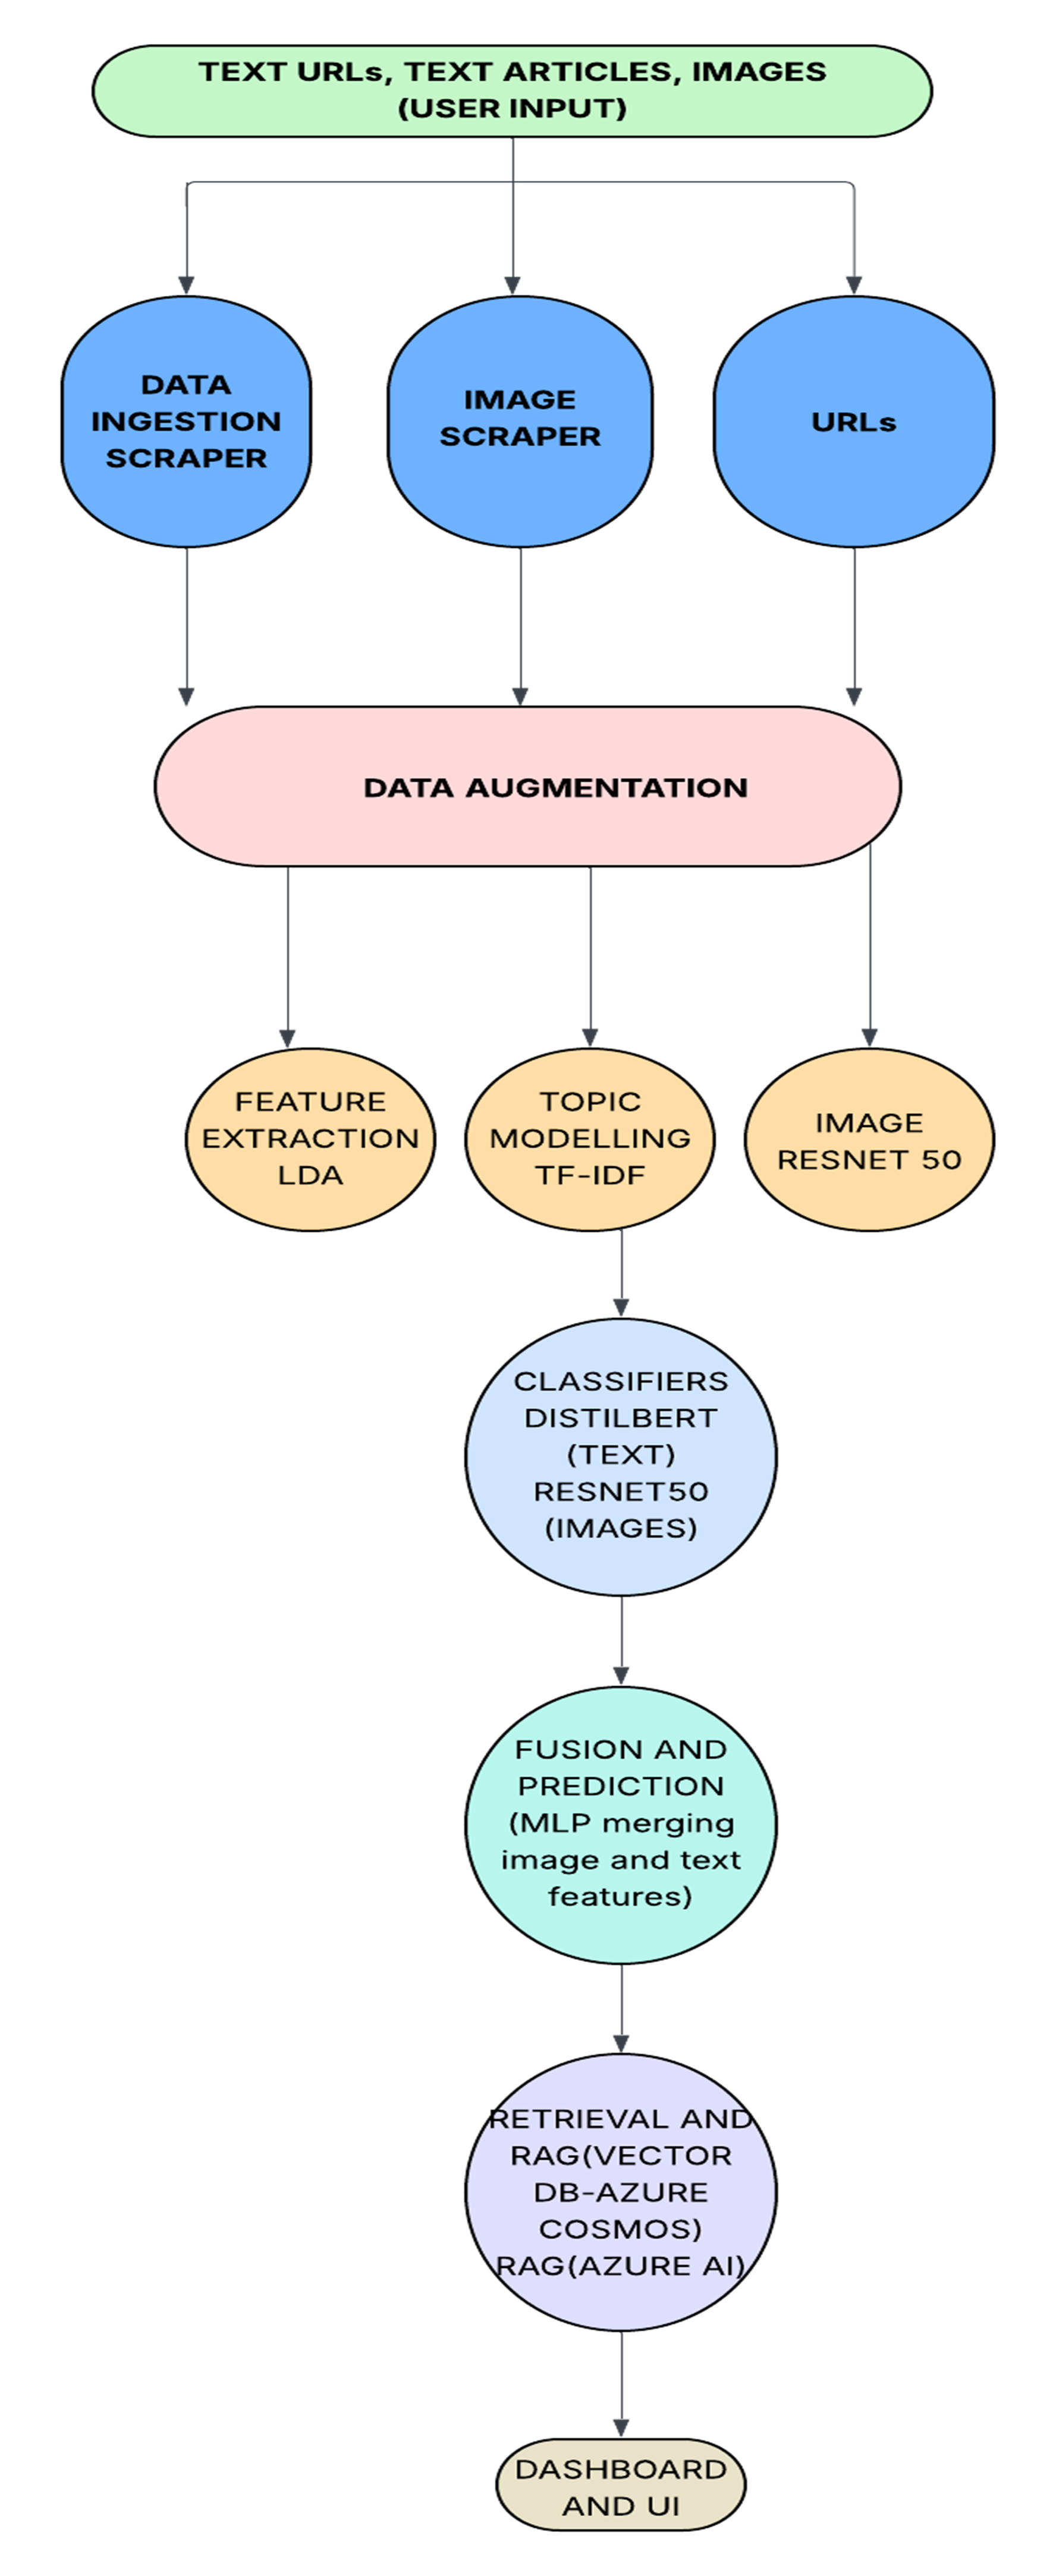 TEXT URLs, TEXT ARTICLES, IMAGES
(USER INPUT)
DATA
INGESTION
SCRAPER
IMAGE
SCRAPER
URLs
DATA AUGMENTATION
FEATURE
EXTRACTION
LDA
TOPIC
MODELLING
TF-IDF
IMAGE
RESNET 50
CLASSIFIERS
DISTILBERT
(TEXT)
RESNET50
(IMAGES)
FUSION AND
PREDICTION
(MLP merging
image and text
features)
RETRIEVAL AND
RAG(VECTOR
DB-AZURE
COSMOS)
RAG(AZURE AI)
DASHBOARD
AND UI